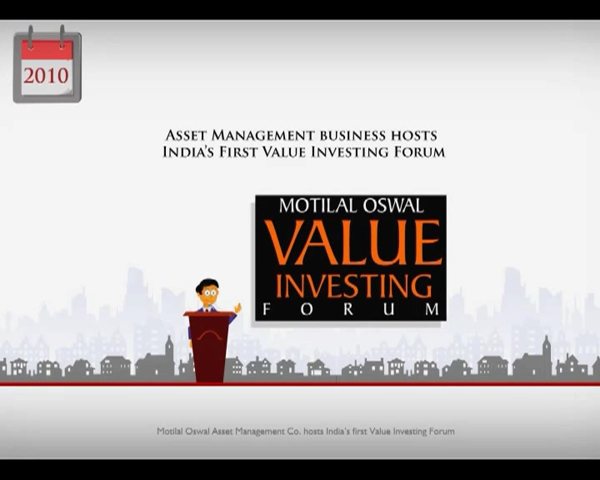 2010
ASSET MANAGEMENT BUSINESS HOSTS
INDIA'S FIRST VALUE INVESTING FORUM
MOTILAL OSWAL
VALUE
INVESTING
FORUM
Motilal Oswal Asset Management Co. hosts India's first Value Investing Forum